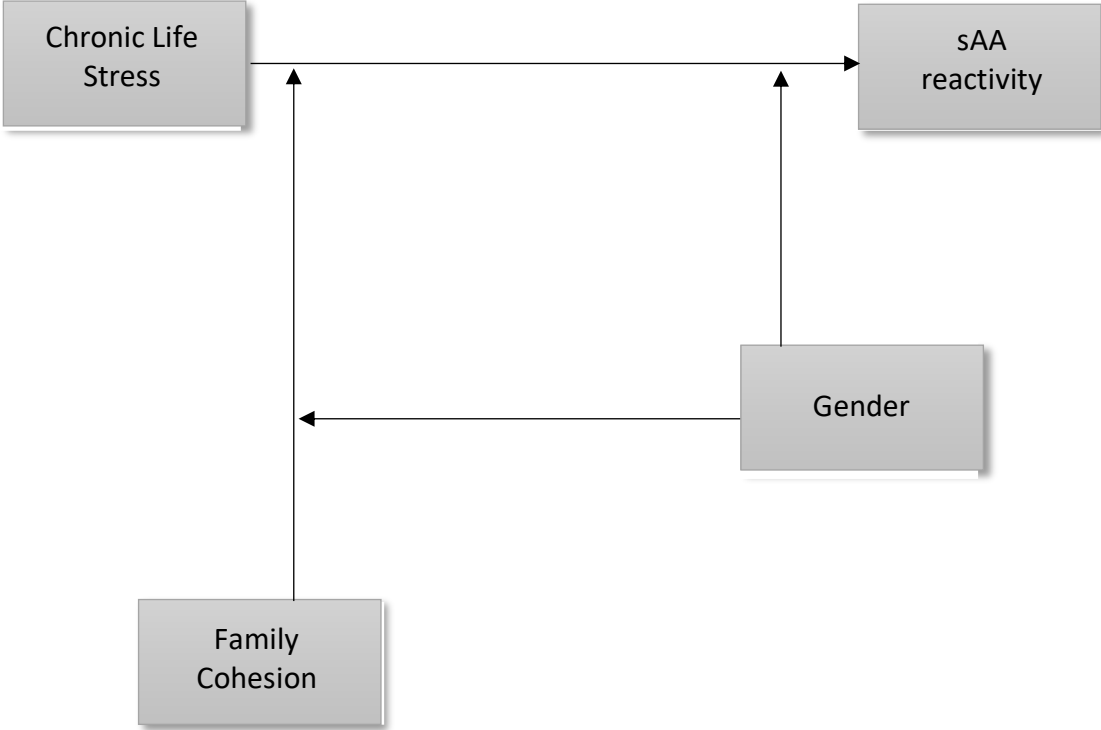 Chronic Life
Stress
sAA
reactivity
Gender
Family
Cohesion